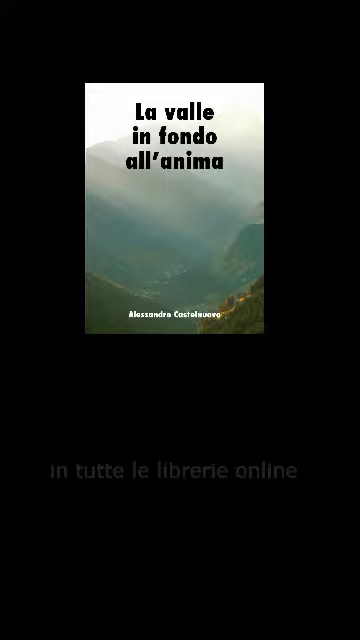 La valle
in fondo
all'anima
Alessandro Castelnuovo
in tutte le librerie online